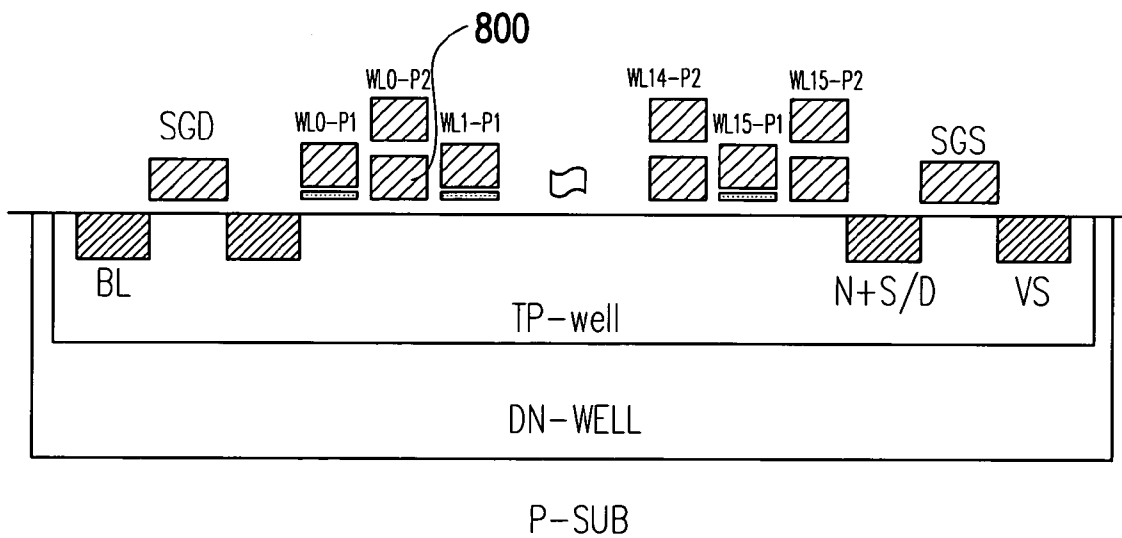 800
WL0-P2
WL14-P2
WL15-P2
SGD
WL0-P1
WL1-P1
WL15-P1
SGS
BL
N+S/D
VS
TP-well
DN-WELL
P-SUB